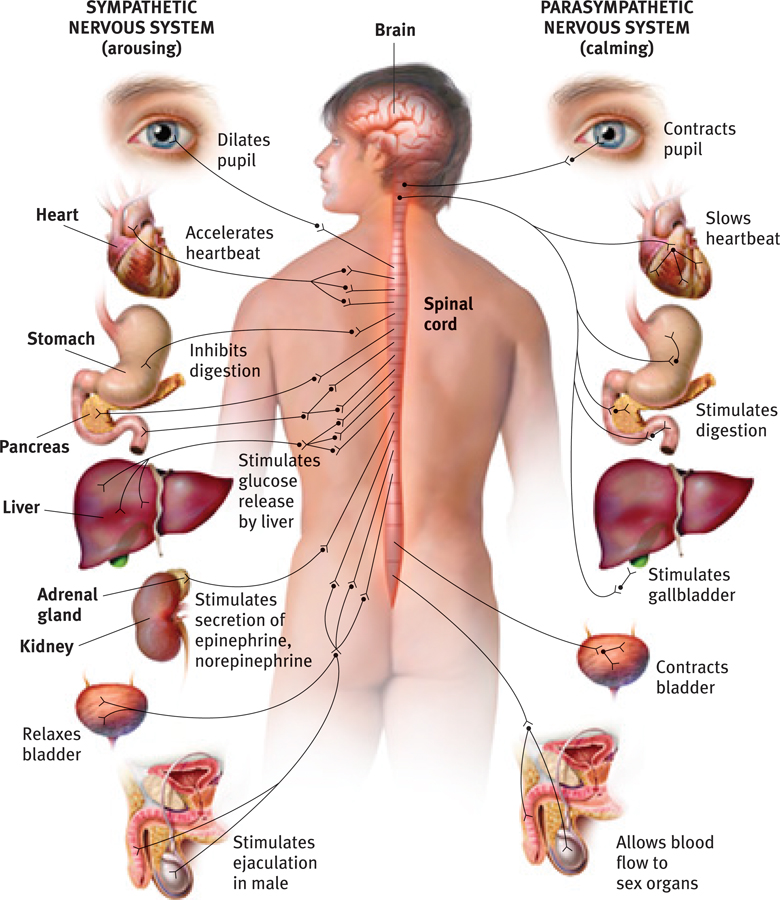 SYMPATHETIC
NERVOUS SYSTEM
(arousing)
Brain
PARASYMPATHETIC
NERVOUS SYSTEM
(calming)
Dilates
pupil
Contracts
pupil
Heart
Accelerates
heartbeat
Slows
heartbeat
Spinal
cord
Stomach
Inhibits
digestion
Pancreas
Stimulates
digestion
Liver
Stimulates
glucose
release
by liver
Stimulates
gallbladder
Adrenal
gland
Kidney
Stimulates
secretion of
epinephrine,
norepinephrine
Contracts
bladder
Relaxes
bladder
Stimulates
ejaculation
in male
Allows blood
flow to
sex organs